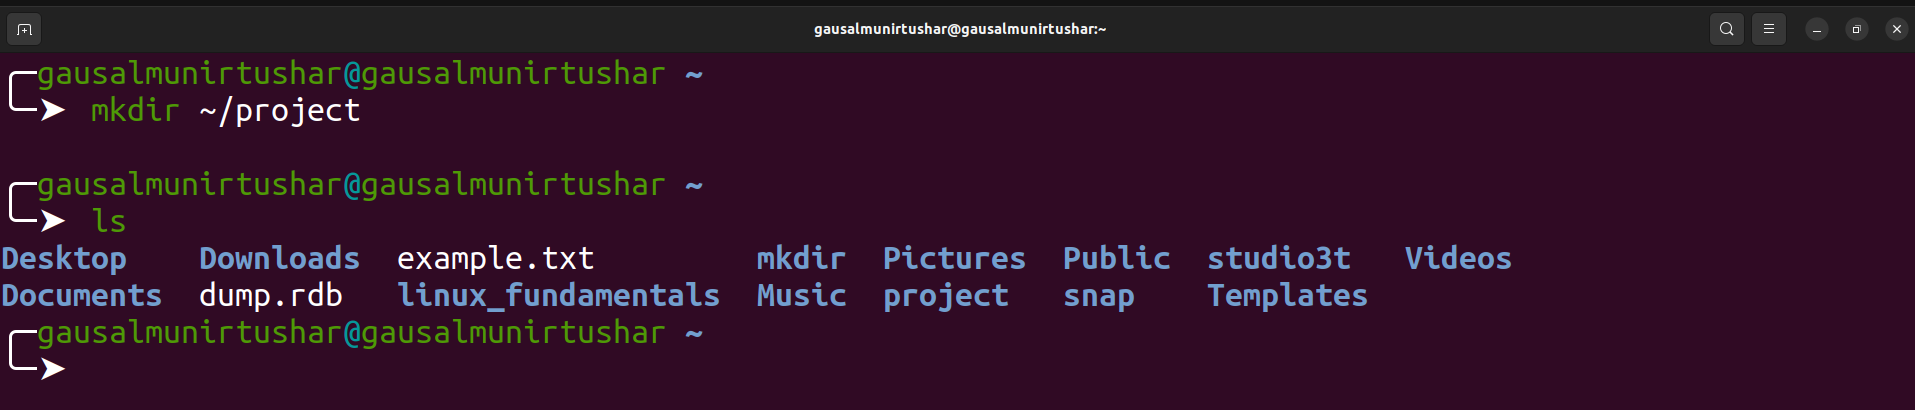 gausalmunirtushar@gausalmunirtushar:~
gausalmunirtushar@gausalmunirtushar ~
➤ mkdir ~/project
gausalmunirtushar@gausalmunirtushar ~
➤ ls
Desktop Downloads example.txt mkdir Pictures Public studio3t Videos
Documents dump.rdb linux_fundamentals Music project snap Templates
gausalmunirtushar@gausalmunirtushar ~
➤